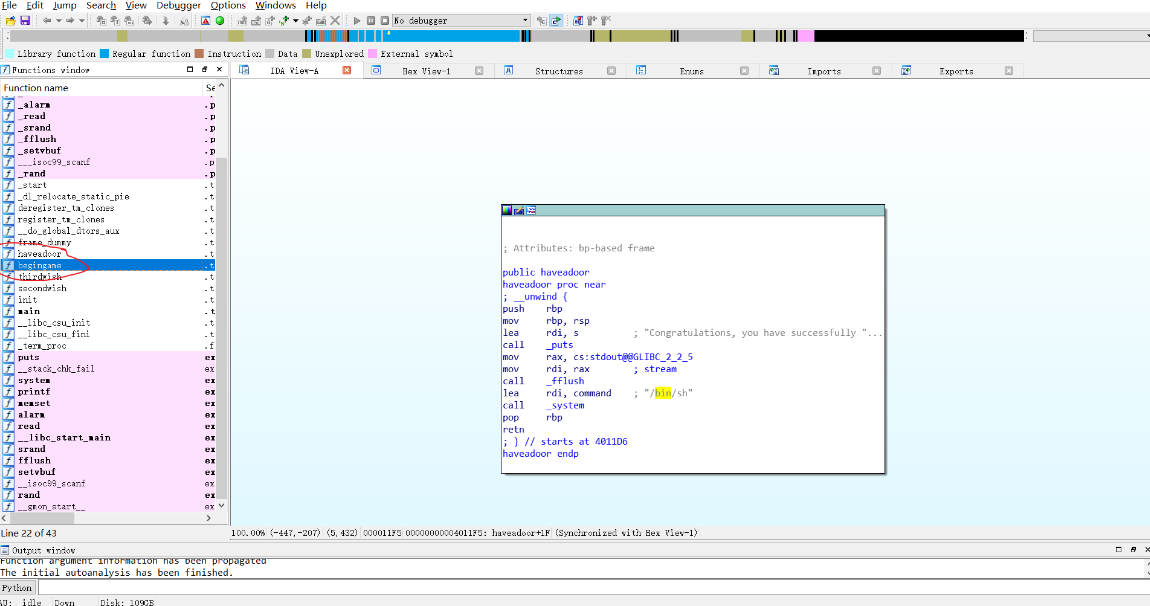 File Edit Jump Search View Debugger Options Windows Help
No debugger
Library function Regular function Instruction Data Unexplored External symbol
Functions window
IDA View-A Hex View-1 Structures Enums Imports Exports
Function name Se
_alarm .p
_read .p
_srand .p
_fflush .p
_setvbuf .p
___isoc99_scanf .p
_rand .p
_start .t
_dl_relocate_static_pie .t
deregister_tm_clones .t
register_tm_clones .t
__do_global_dtors_aux .t
frame_dummy .t
haveadoor .t
begingame .t
thirdwish .t
secondwish .t
init .t
main .t
__libc_csu_init .t
__libc_csu_fini .t
_term_proc .f
puts ex
__stack_chk_fail ex
system ex
printf ex
memset ex
alarm ex
read ex
__libc_start_main ex
srand ex
fflush ex
setvbuf ex
__isoc99_scanf ex
rand ex
__gmon_start__ ex
Line 22 of 43
; Attributes: bp-based frame
public haveadoor
haveadoor proc near
; __unwind {
push rbp
mov rbp, rsp
lea rdi, s ; "Congratulations, you have successfully "...
call _puts
mov rax, cs:stdout@@GLIBC_2_2_5
mov rdi, rax ; stream
call _fflush
lea rdi, command ; "/bin/sh"
call _system
pop rbp
retn
; } // starts at 4011D6
haveadoor endp
100.00% (-447,-207) (5,432) 000011F5 00000000004011F5: haveadoor+1F (Synchronized with Hex View-1)
Output window
Function argument information has been propagated
The initial autoanalysis has been finished.
Python
AU: idle Down Disk: 109GB